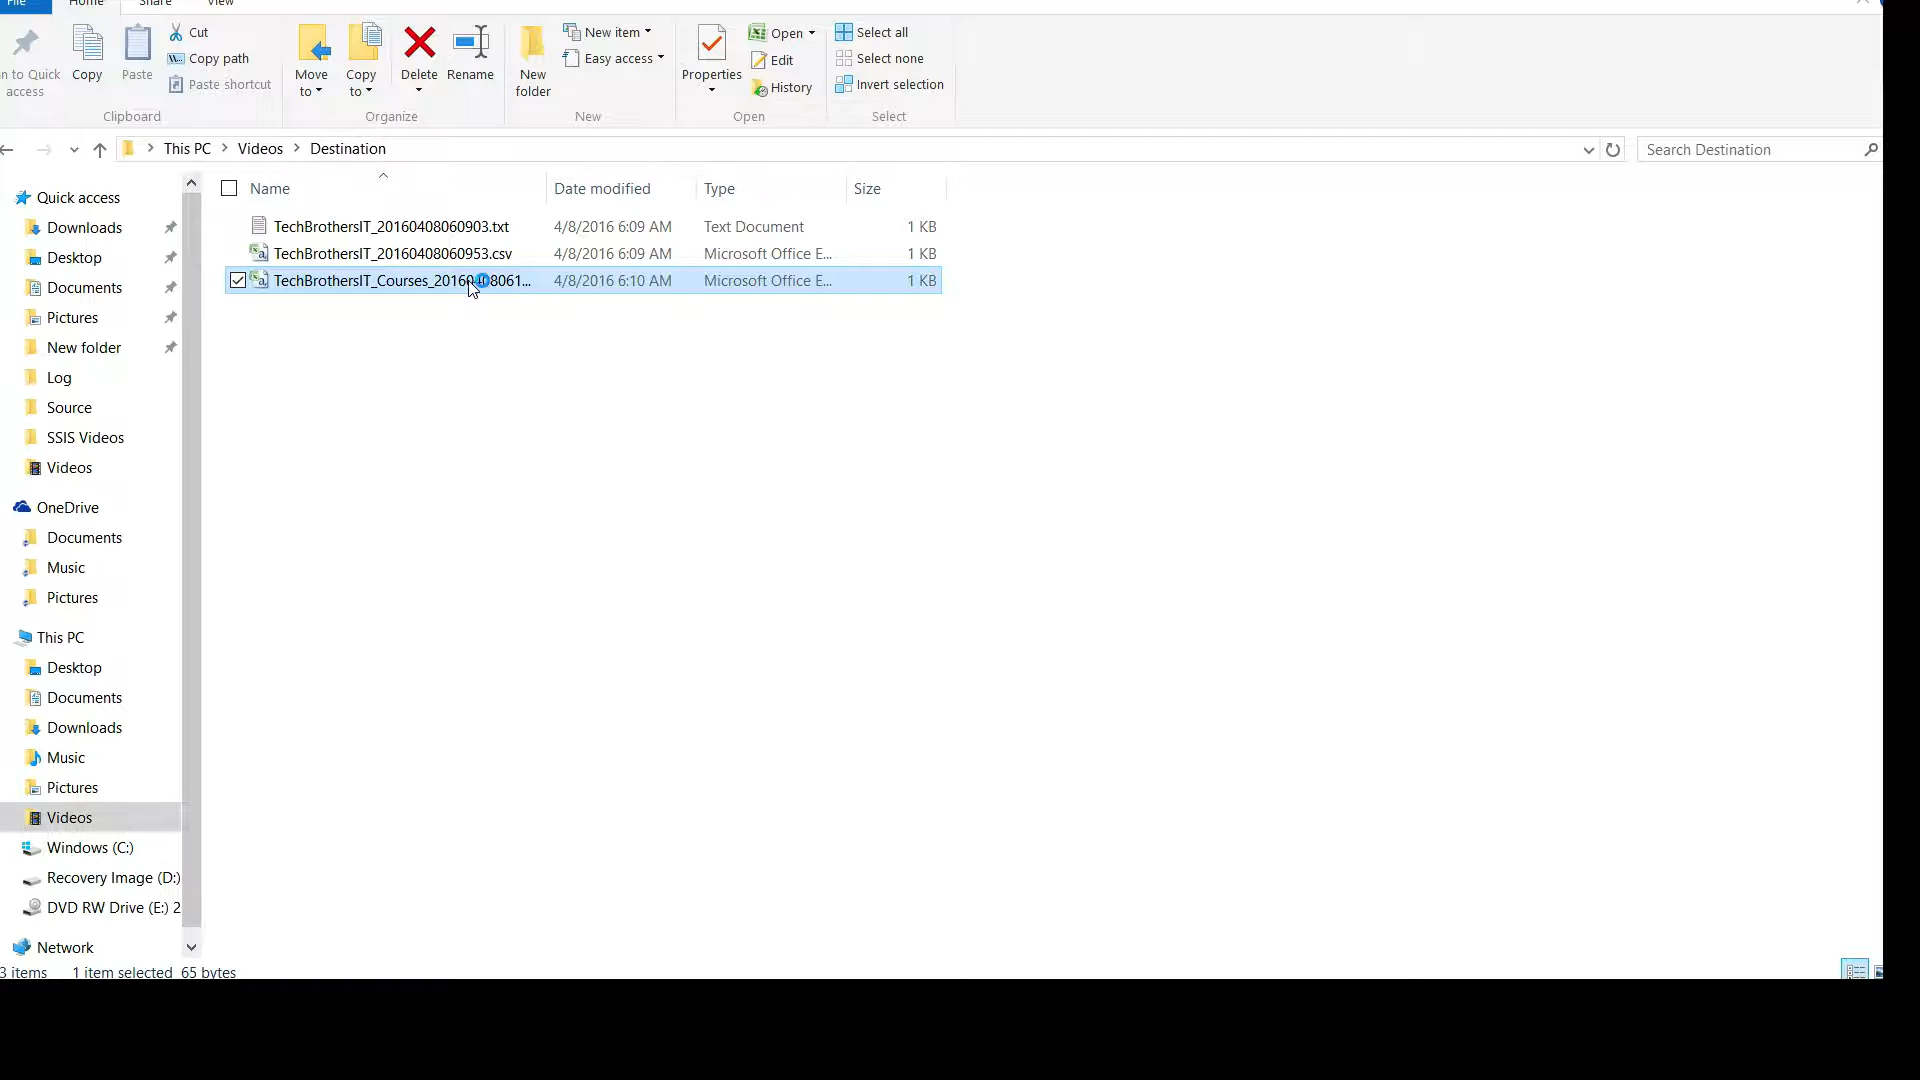 File Home Share View
Cut
Copy path
Paste shortcut
n to Quick access
Copy
Paste
Move to
Copy to
Delete
Rename
New folder
New item
Easy access
Properties
Open
Edit
History
Select all
Select none
Invert selection
Clipboard Organize New Open Select
This PC > Videos > Destination
Search Destination
Name Date modified Type Size
TechBrothersIT_20160408060903.txt 4/8/2016 6:09 AM Text Document 1 KB
TechBrothersIT_20160408060953.csv 4/8/2016 6:09 AM Microsoft Office E... 1 KB
TechBrothersIT_Courses_20160408061... 4/8/2016 6:10 AM Microsoft Office E... 1 KB
Quick access
Downloads
Desktop
Documents
Pictures
New folder
Log
Source
SSIS Videos
Videos
OneDrive
Documents
Music
Pictures
This PC
Desktop
Documents
Downloads
Music
Pictures
Videos
Windows (C:)
Recovery Image (D:)
DVD RW Drive (E:) 2
Network
3 items 1 item selected 65 bytes